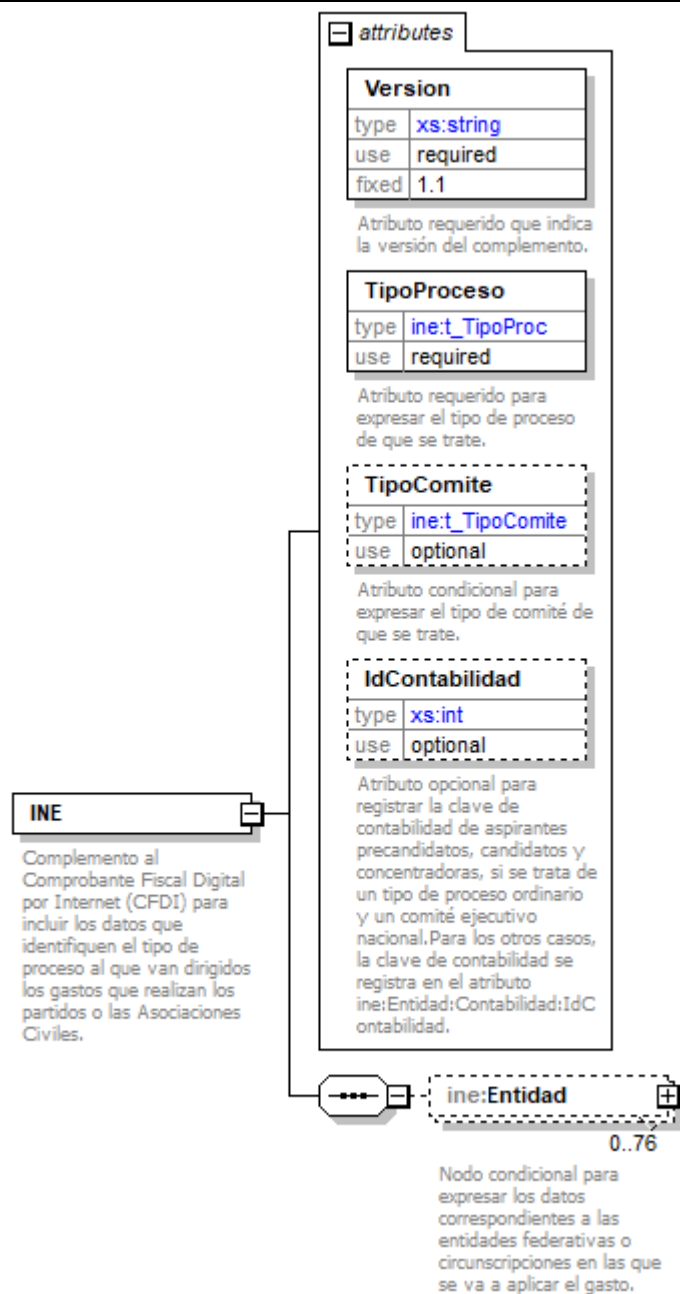 attributes
Version
type xs:string
use required
fixed 1.1
Atributo requerido que indica
la versión del complemento.
TipoProceso
type ine:t_TipoProc
use required
Atributo requerido para
expresar el tipo de proceso
de que se trate.
TipoComite
type ine:t_TipoComite
use optional
Atributo condicional para
expresar el tipo de comité de
que se trate.
IdContabilidad
type xs:int
use optional
Atributo opcional para
registrar la clave de
contabilidad de aspirantes
precandidatos, candidatos y
concentradoras, si se trata de
un tipo de proceso ordinario
y un comité ejecutivo
nacional.Para los otros casos,
la clave de contabilidad se
registra en el atributo
ine:Entidad:Contabilidad:IdC
ontabilidad.
INE
Complemento al
Comprobante Fiscal Digital
por Internet (CFDI) para
incluir los datos que
identifiquen el tipo de
proceso al que van dirigidos
los gastos que realizan los
partidos o las Asociaciones
Civiles.
ine:Entidad
0..76
Nodo condicional para
expresar los datos
correspondientes a las
entidades federativas o
circunscripciones en las que
se va a aplicar el gasto.